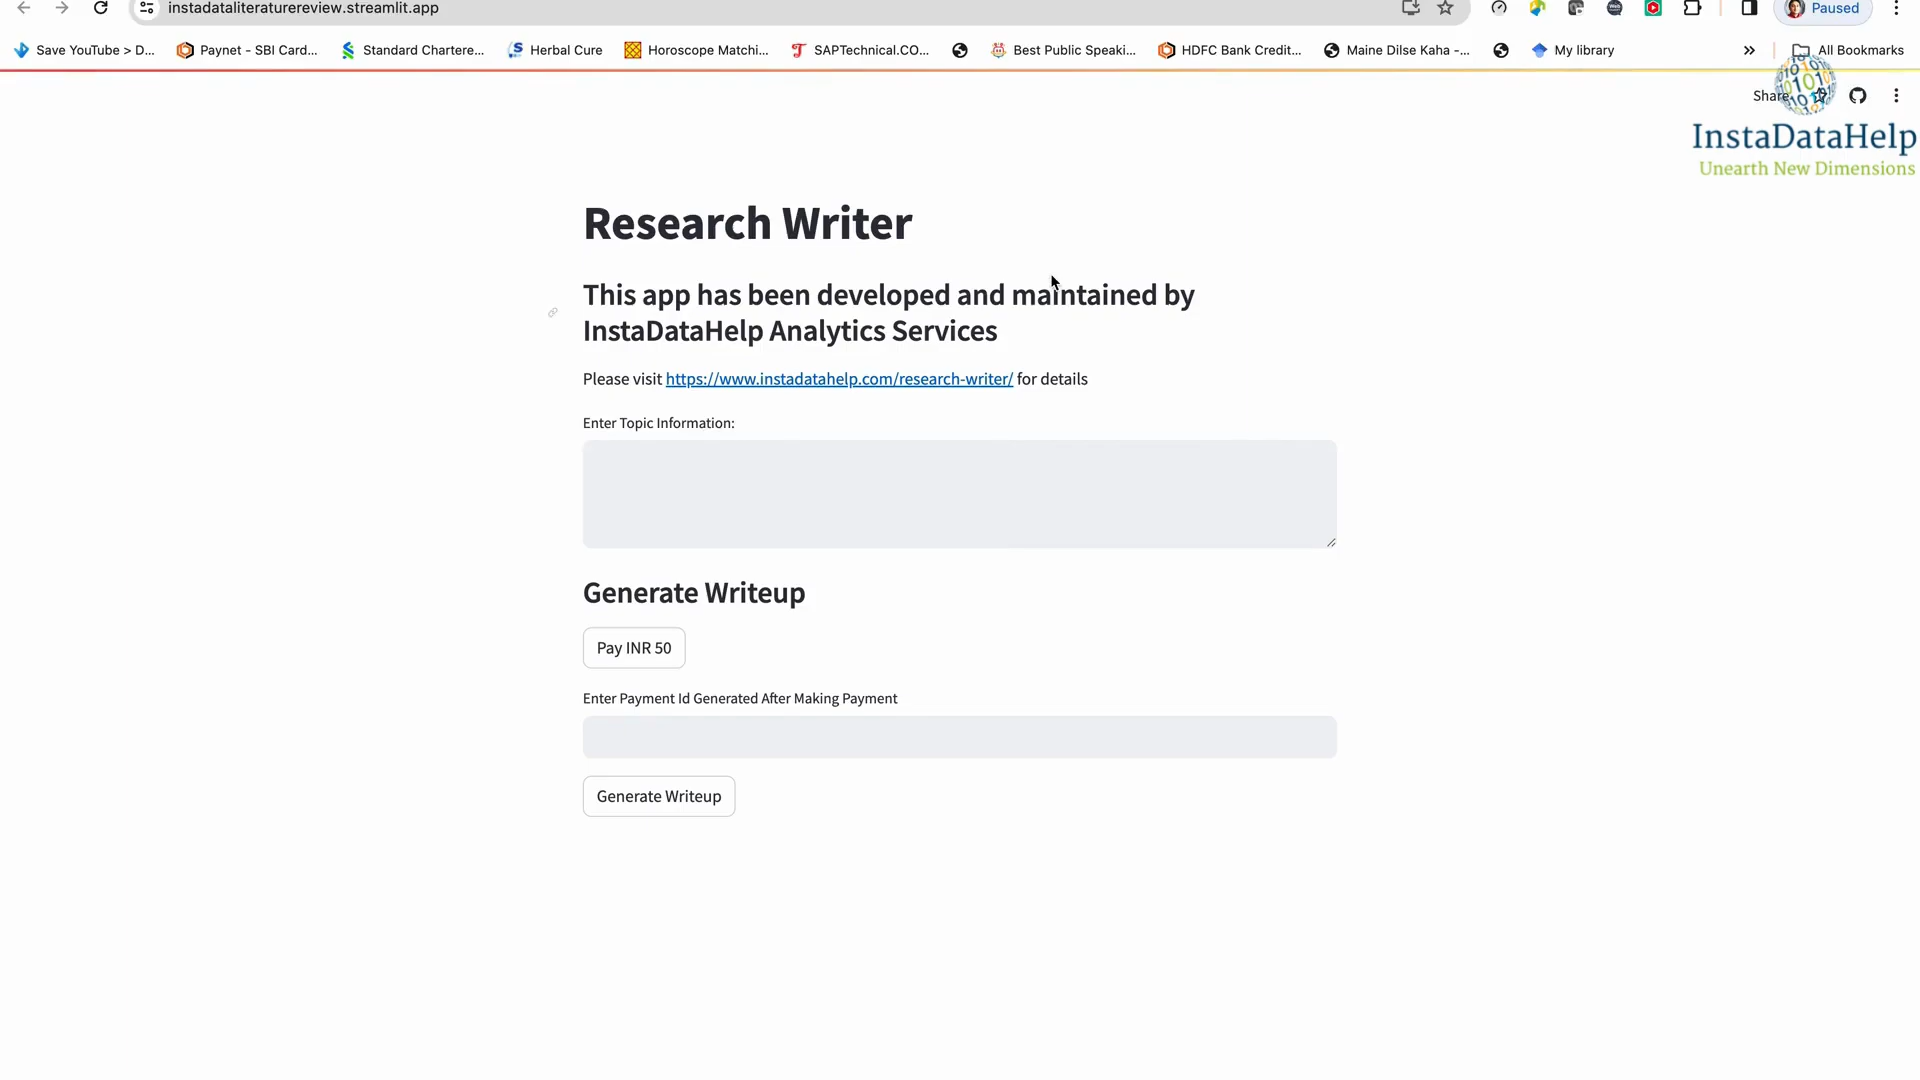 instadataliteraturereview.streamlit.app
Paused
Save YouTube > D...
Paynet - SBI Card...
Standard Chartere...
Herbal Cure
Horoscope Matchi...
SAPTechnical.CO...
Best Public Speaki...
HDFC Bank Credit...
Maine Dilse Kaha -...
My library
»
All Bookmarks
Share
InstaDataHelp
Unearth New Dimensions
Research Writer
This app has been developed and maintained by
InstaDataHelp Analytics Services
Please visit https://www.instadatahelp.com/research-writer/ for details
Enter Topic Information:
Generate Writeup
Pay INR 50
Enter Payment Id Generated After Making Payment
Generate Writeup